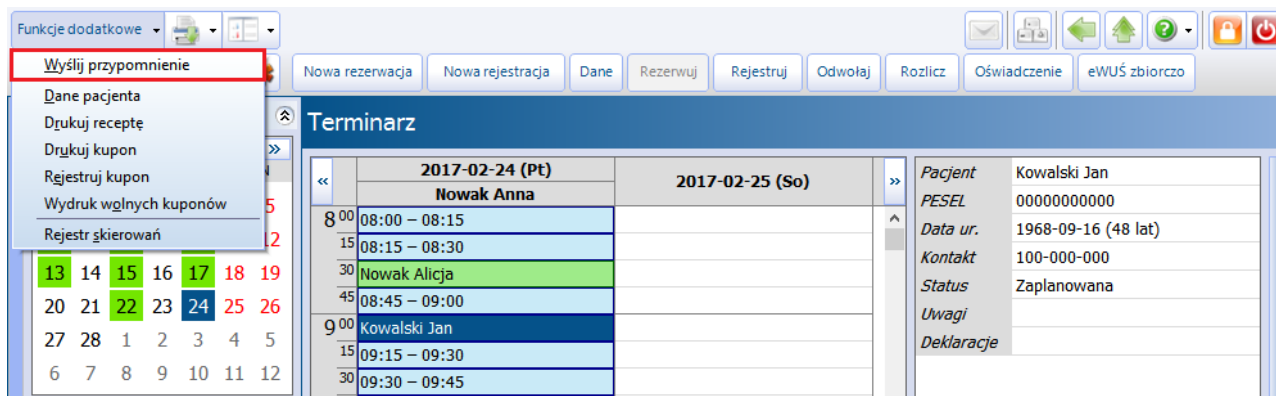 Funkcje dodatkowe
Wyślij przypomnienie
Dane pacjenta
Drukuj receptę
Drukuj kupon
Rejestruj kupon
Wydruk wolnych kuponów
Rejestr skierowań
Nowa rezerwacja Nowa rejestracja Dane Rezerwuj Rejestruj Odwołaj Rozlicz Oświadczenie eWUŚ zbiorczo
»
5
12
13 14 15 16 17 18 19
20 21 22 23 24 25 26
27 28 1 2 3 4 5
6 7 8 9 10 11 12
Terminarz
« 2017-02-24 (Pt) 2017-02-25 (So) »
Nowak Anna
8 00 08:00 – 08:15
15 08:15 – 08:30
30 Nowak Alicja
45 08:45 – 09:00
9 00 Kowalski Jan
15 09:15 – 09:30
30 09:30 – 09:45
Pacjent Kowalski Jan
PESEL 00000000000
Data ur. 1968-09-16 (48 lat)
Kontakt 100-000-000
Status Zaplanowana
Uwagi
Deklaracje